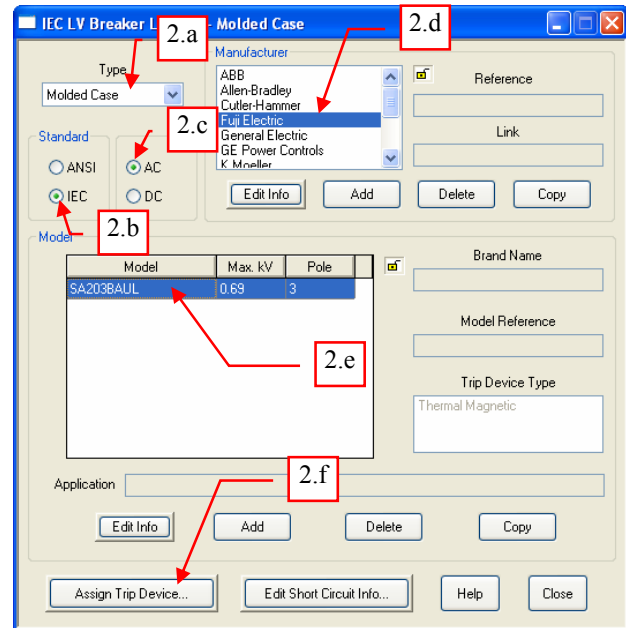 IEC LV Breaker L - Molded Case
2.a
2.d
Type
Molded Case
Manufacturer
ABB
Allen-Bradley
Cutler-Hammer
Fuji Electric
General Electric
GE Power Controls
K Moeller
Reference
Link
2.c
Standard
ANSI
IEC
AC
DC
2.b
Edit Info
Add
Delete
Copy
Model
Model Max. kV Pole
SA203BAUL 0.69 3
2.e
Brand Name
Model Reference
Trip Device Type
Thermal Magnetic
2.f
Application
Edit Info
Add
Delete
Copy
Assign Trip Device...
Edit Short Circuit Info...
Help
Close